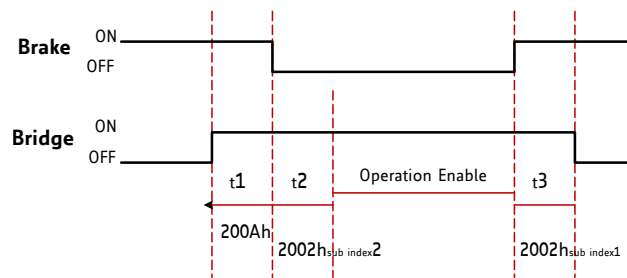 ON
Brake
OFF
ON
Bridge
OFF
t1 t2 Operation Enable t3
200Ah
2002hsub index2 2002hsub index1